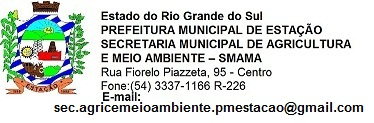 Estado do Rio Grande do Sul
PREFEITURA MUNICIPAL DE ESTAÇÃO
SECRETARIA MUNICIPAL DE AGRICULTURA
E MEIO AMBIENTE – SMAMA
Rua Fiorelo Piazzeta, 95 - Centro
Fone:(54) 3337-1166 R-226
E-mail:
sec.agricemeioambiente.pmestacao@gmail.com
ESTAÇÃO